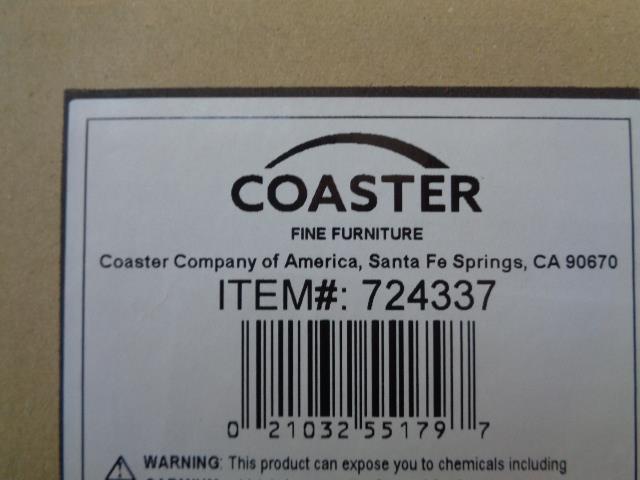 COASTER
FINE FURNITURE
Coaster Company of America, Santa Fe Springs, CA 90670
ITEM#: 724337
0 21032 55179 7
WARNING: This product can expose you to chemicals including